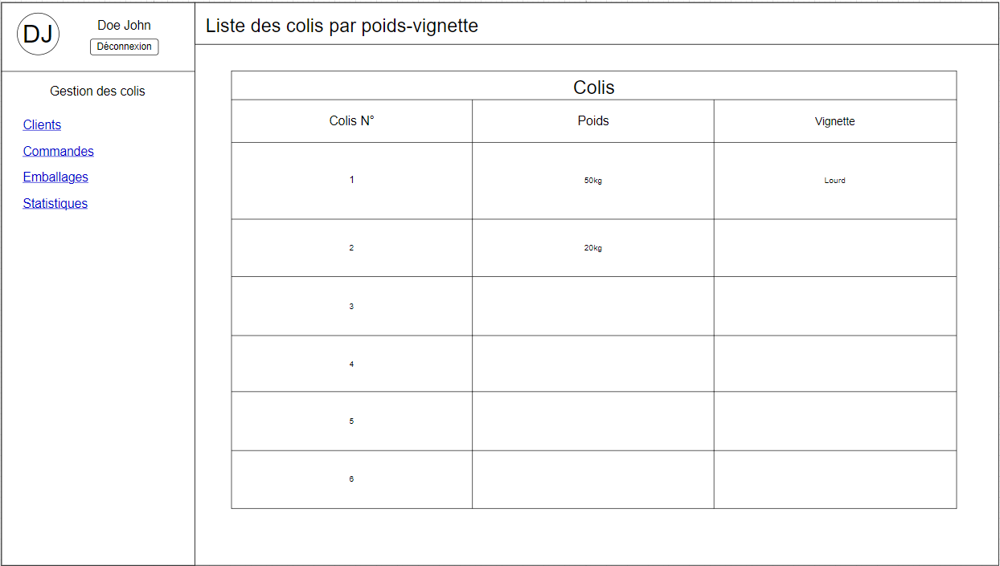 DJ
Doe John
Déconnexion
Gestion des colis
Clients
Commandes
Emballages
Statistiques
Liste des colis par poids-vignette
Colis
Colis N° Poids Vignette
1 50kg Lourd
2 20kg
3
4
5
6